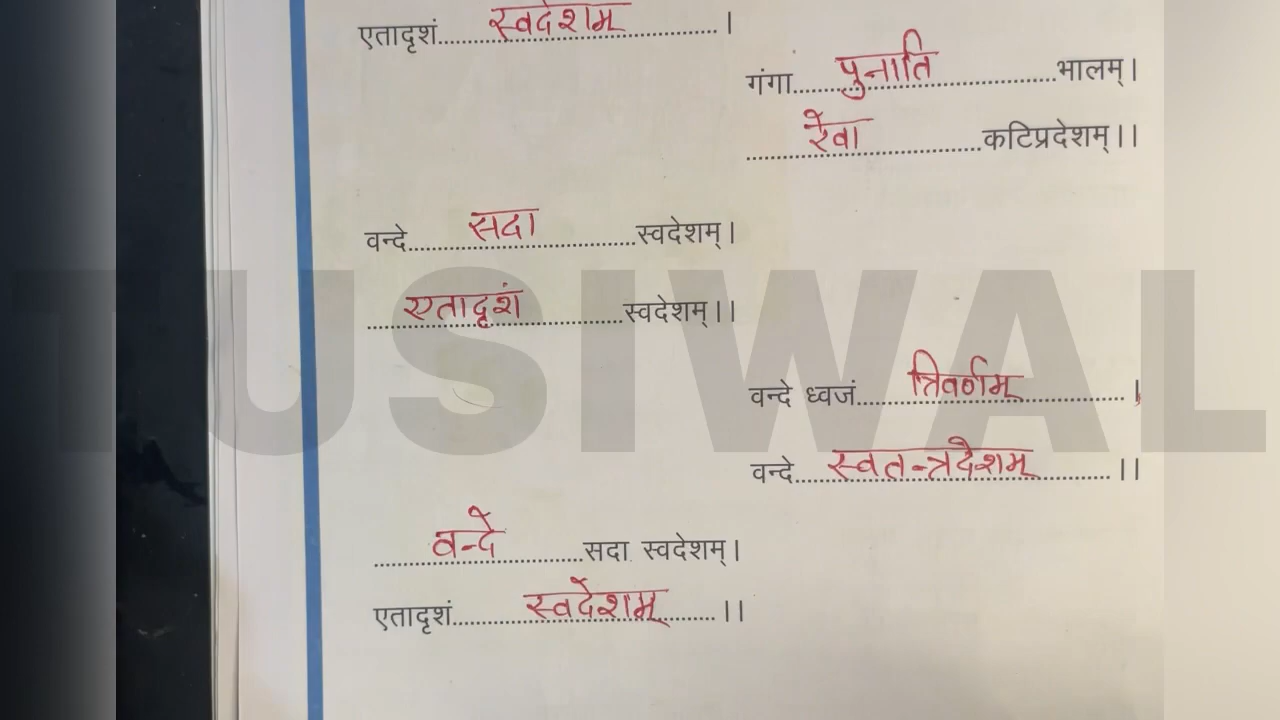 एतादृशं स्वदेशम् ।
गंगा पुनाति भालम्।
रेवा कटिप्रदेशम्।।
वन्दे सदा स्वदेशम्।
एतादृशं स्वदेशम्।।
वन्दे ध्वजं त्रिवर्णम् ।
वन्दे स्वतन्त्रदेशम् ।।
वन्दे सदा स्वदेशम्।
एतादृशं स्वदेशम् ।।
TUSIWAL